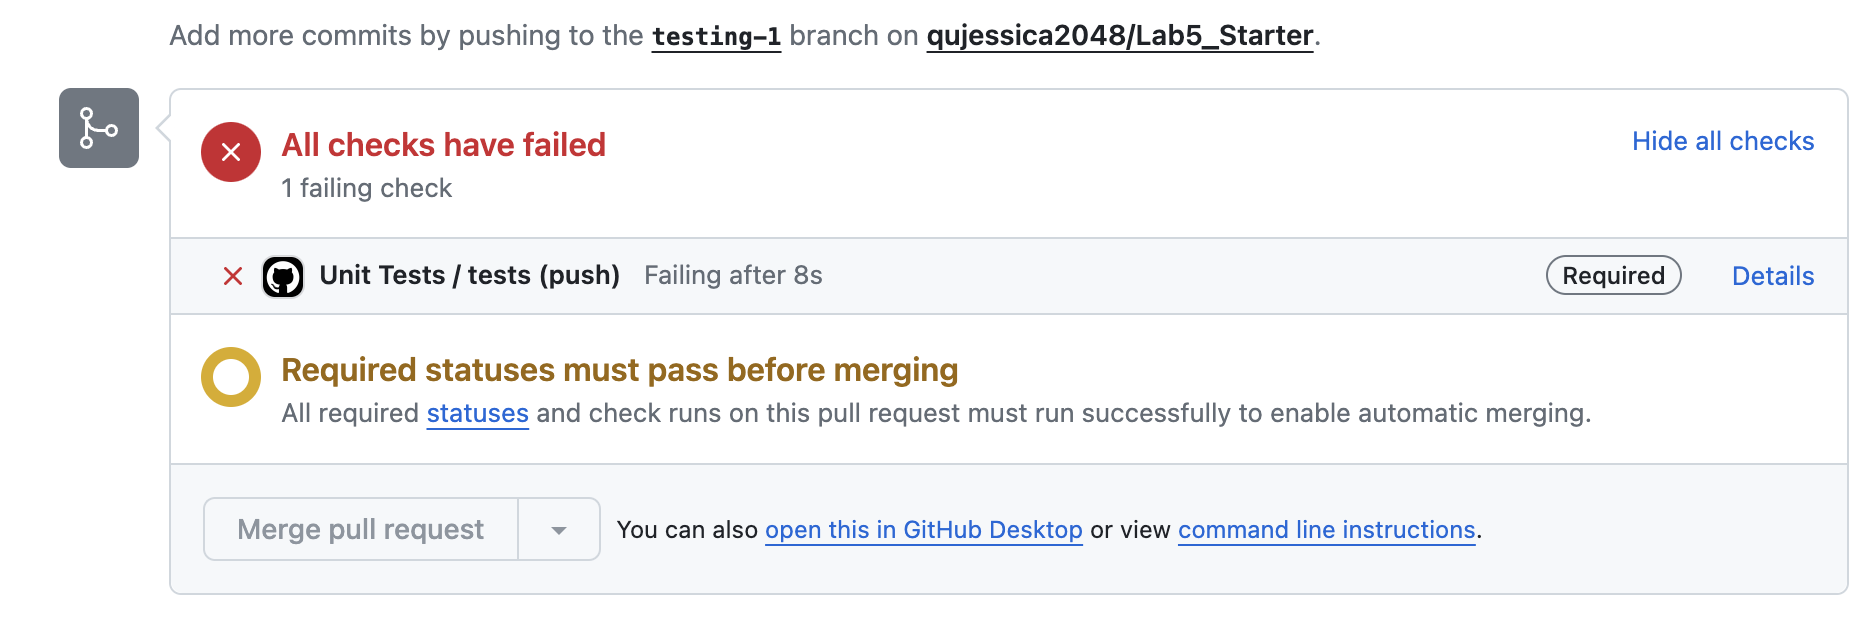 Add more commits by pushing to the testing-1 branch on qujessica2048/Lab5_Starter.
All checks have failed
Hide all checks
1 failing check
Unit Tests / tests (push) Failing after 8s Required Details
Required statuses must pass before merging
All required statuses and check runs on this pull request must run successfully to enable automatic merging.
Merge pull request You can also open this in GitHub Desktop or view command line instructions.